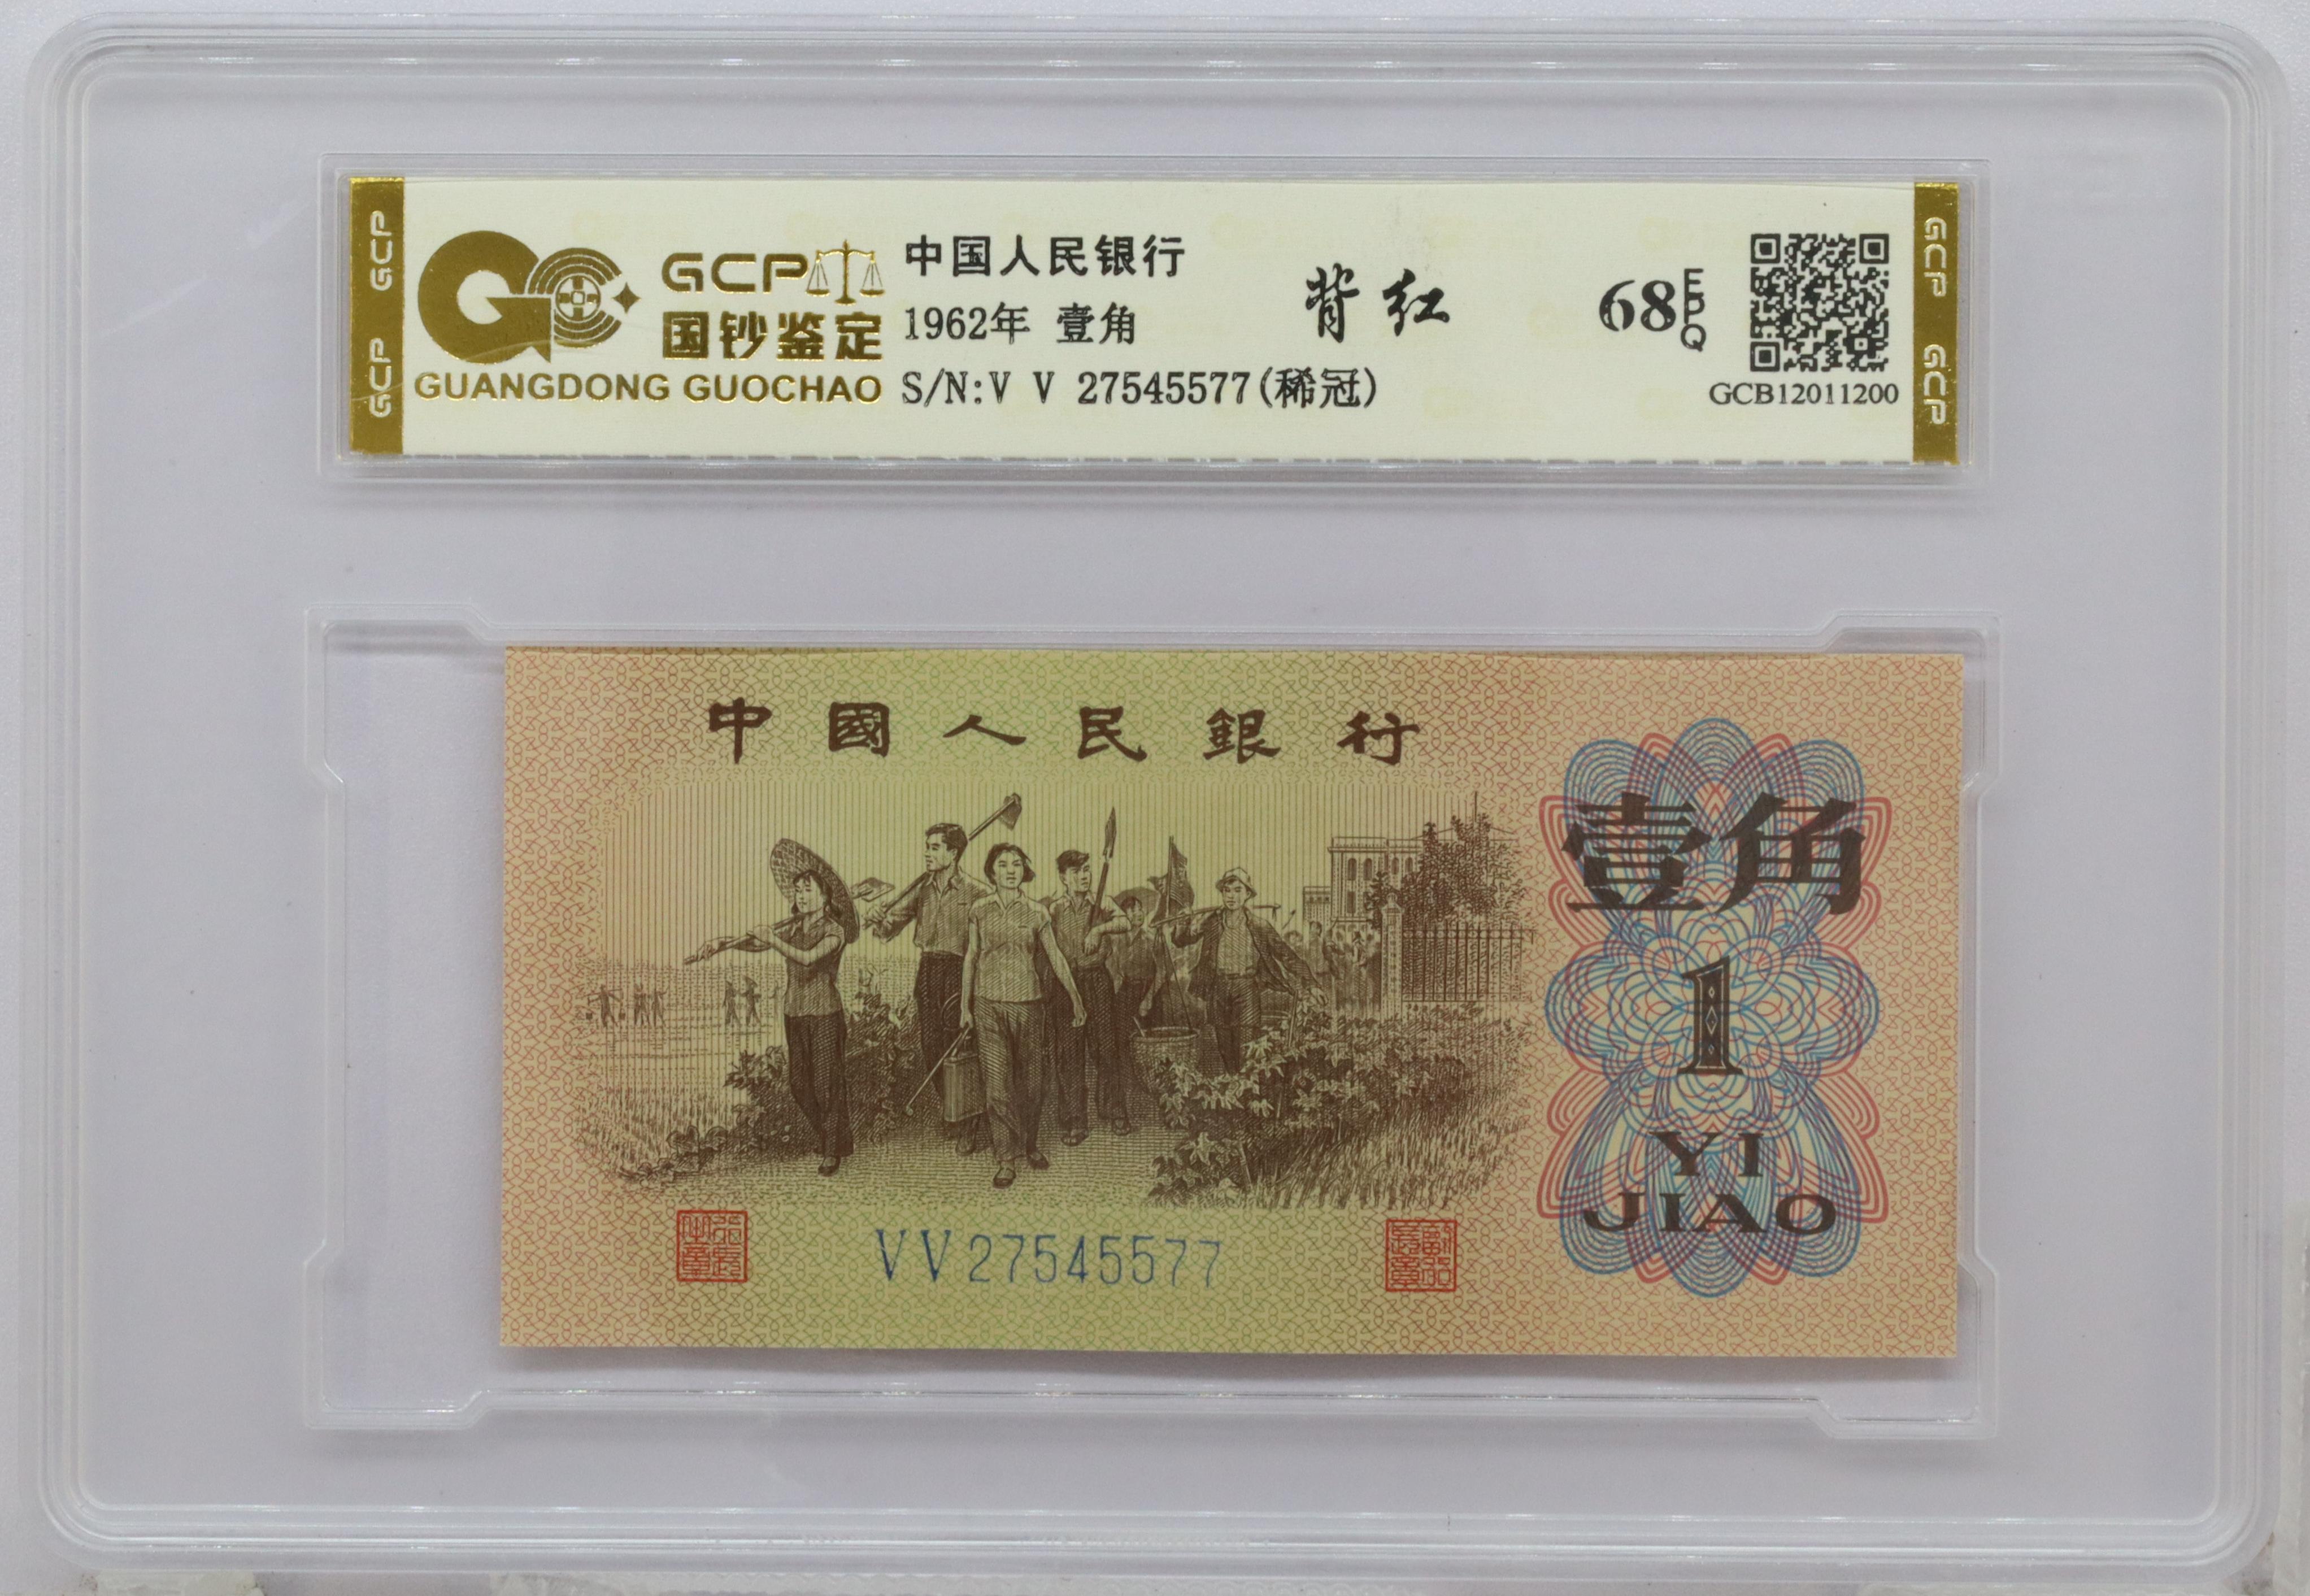 GCP
GCP
GCP
国钞鉴定
GUANGDONG GUOCHAO
中国人民银行
1962年 壹角
S/N:V V 27545577(稀冠)
背红
68
EPQ
GCB12011200
GCP
GCP
中國人民銀行
壹角
1
YI
JIAO
VV27545577